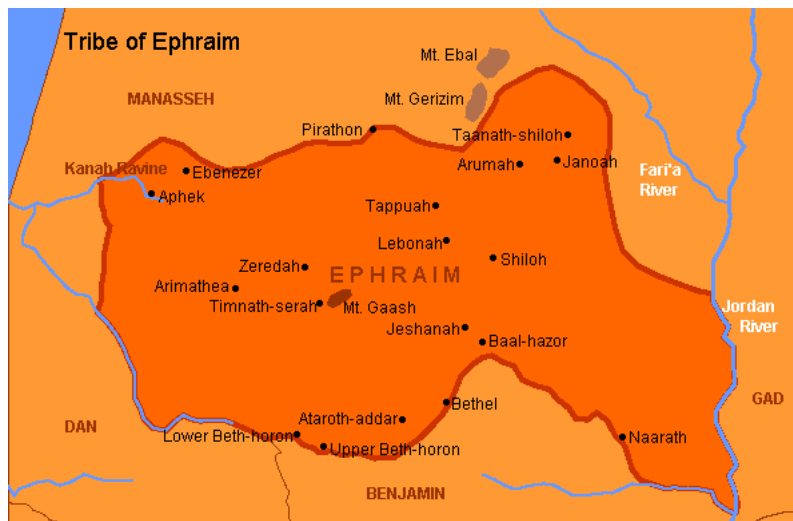 Tribe of Ephraim
Mt. Ebal
MANASSEH
Mt. Gerizim
Pirathon
Taanath-shiloh
Kanah Ravine
Ebenezer
Arumah
Janoah
Fari'a
River
Aphek
Tappuah
Lebonah
Shiloh
Zeredah
EPHRAIM
Arimathea
Timnath-serah
Mt. Gaash
Jordan
River
Jeshanah
Baal-hazor
GAD
Bethel
Ataroth-addar
DAN
Lower Beth-horon
Upper Beth-horon
Naarath
BENJAMIN